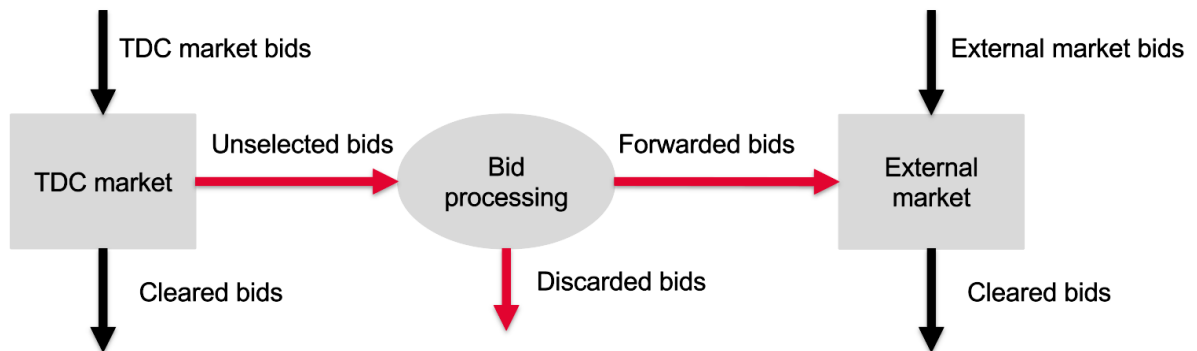 TDC market bids
External market bids
Unselected bids
Forwarded bids
TDC market
Bid
processing
External
market
Cleared bids
Discarded bids
Cleared bids